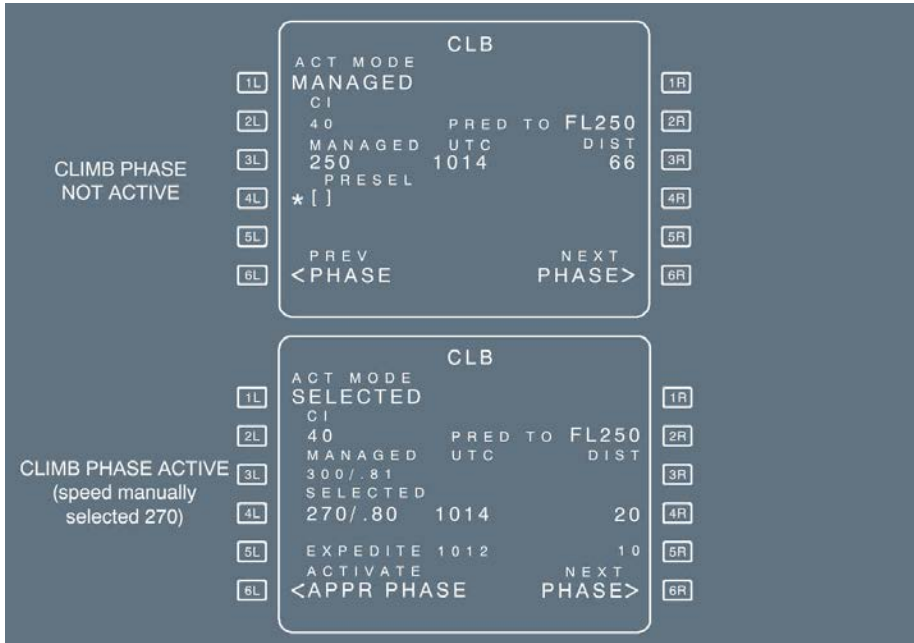 CLB
ACT MODE
1L MANAGED 1R
CI
2L 40 PRED TO FL250 2R
MANAGED UTC DIST
3L 250 1014 66 3R
PRESEL
4L *[ ] 4R
5L 5R
PREV NEXT
6L <PHASE PHASE> 6R
CLIMB PHASE
NOT ACTIVE
CLB
ACT MODE
1L SELECTED 1R
CI
2L 40 PRED TO FL250 2R
MANAGED UTC DIST
3L 300/.81 3R
SELECTED
4L 270/.80 1014 20 4R
5L EXPEDITE 1012 10 5R
ACTIVATE NEXT
6L <APPR PHASE PHASE> 6R
CLIMB PHASE ACTIVE
(speed manually
selected 270)